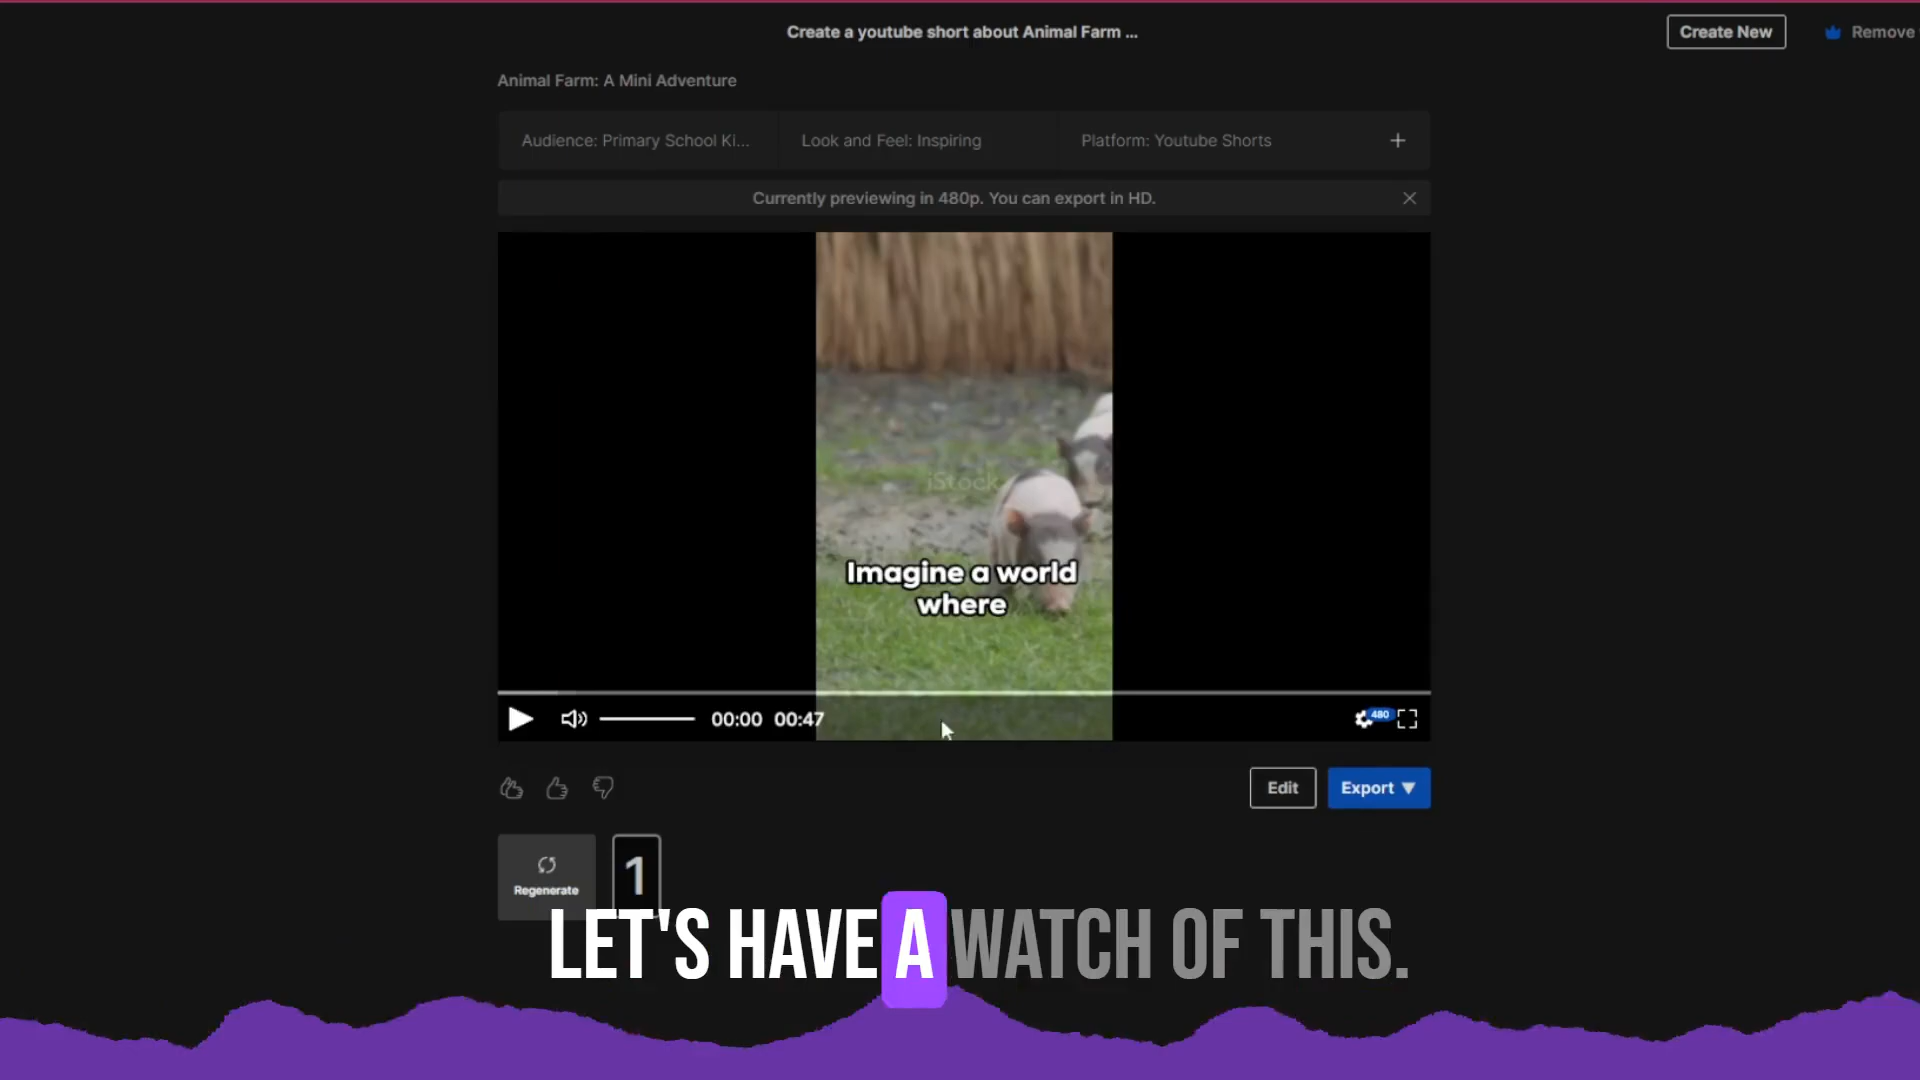 Create a youtube short about Animal Farm ...
Create New
Remove
Animal Farm: A Mini Adventure
Audience: Primary School Ki...
Look and Feel: Inspiring
Platform: Youtube Shorts
Currently previewing in 480p. You can export in HD.
iStock
Imagine a world
where
00:00 00:47
480
Edit
Export
Regenerate
1
LET'S HAVE A WATCH OF THIS.